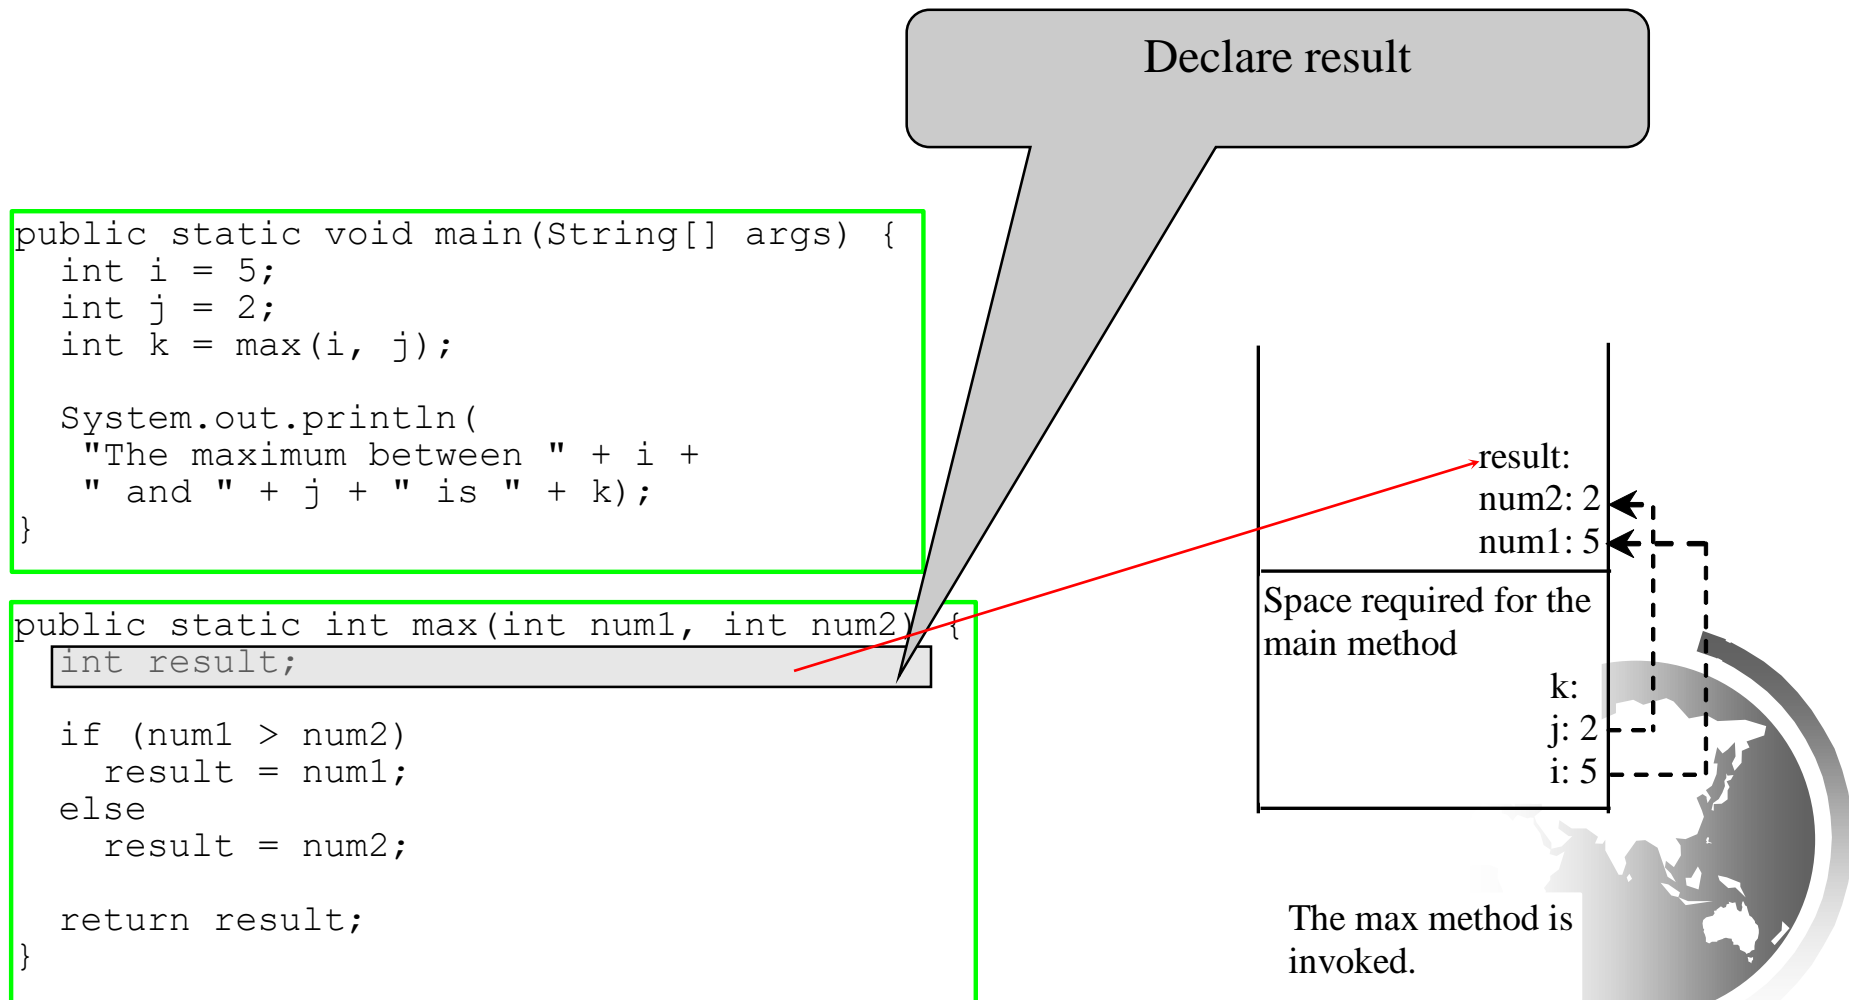 Declare result
public static void main(String[] args) {
int i = 5;
int j = 2;
int k = max(i, j);
System.out.println(
"The maximum between " + i +
" and " + j + " is " + k);
}
public static int max(int num1, int num2) {
int result;
if (num1 > num2)
result = num1;
else
result = num2;
return result;
}
result:
num2: 2
num1: 5
Space required for the
main method
k:
j: 2
i: 5
The max method is
invoked.